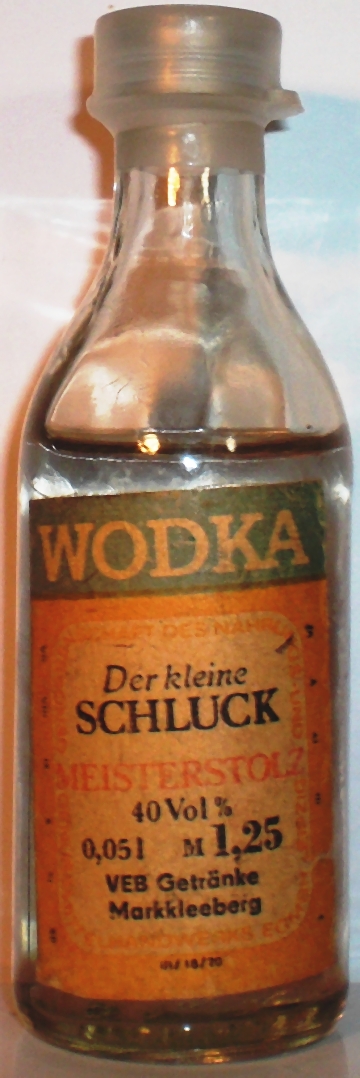 WODKA
Der kleine
SCHLUCK
MEISTERSTOLZ
40 Vol %
0,05 l M 1,25
VEB Getränke
Markkleeberg